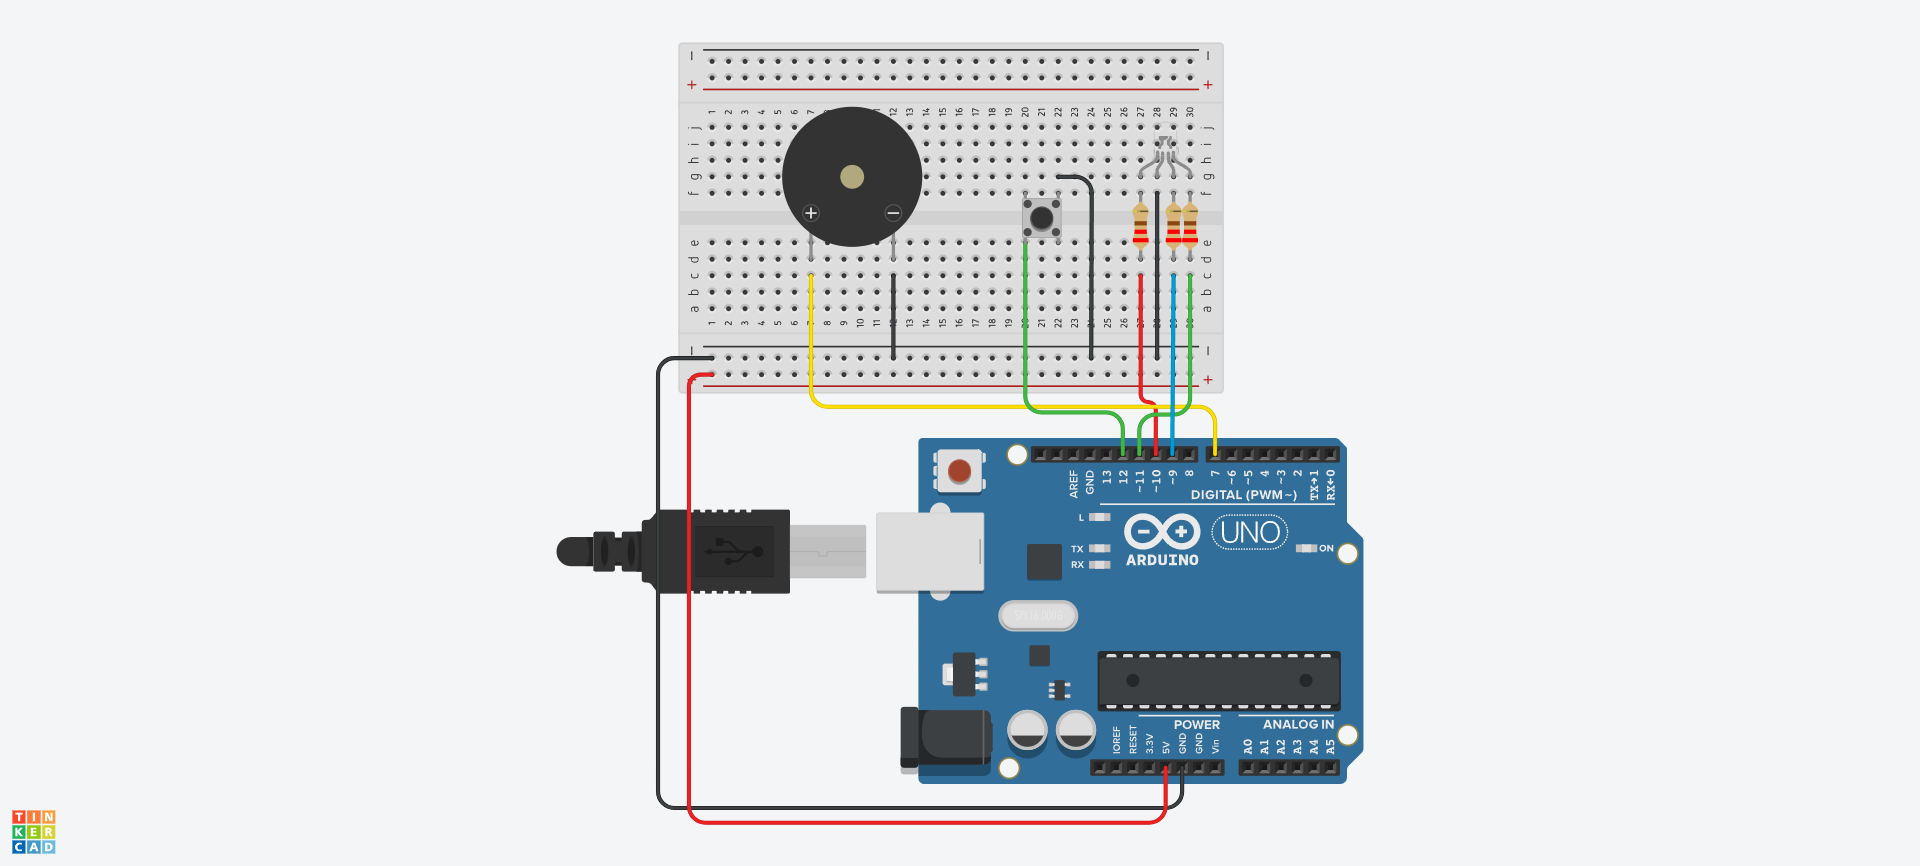 − −
+ +
1 2 3 4 5 6 7 12 13 14 15 16 17 18 19 20 21 22 23 24 25 26 27 28 29 30
j j
i i
h h
g g
f f
+ −
e e
d d
c c
b b
a a
1 2 3 4 5 6 8 9 10 11 13 14 15 16 17 18 19 21 22 23 25 26
− −
+
AREF GND 13 12 ~11 ~10 ~9 8 7 ~6 ~5 4 ~3 2 TX→1 RX←0
DIGITAL (PWM~)
L
UNO
TX ON
RX ARDUINO
POWER ANALOG IN
IOREF RESET 3.3V 5V GND GND Vin A0 A1 A2 A3 A4 A5
TIN
KER
CAD